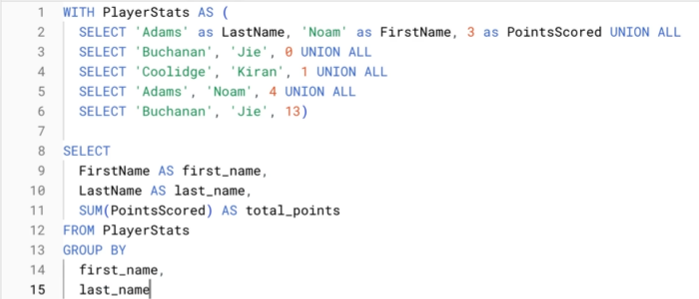 1 WITH PlayerStats AS (
2 SELECT 'Adams' as LastName, 'Noam' as FirstName, 3 as PointsScored UNION ALL
3 SELECT 'Buchanan', 'Jie', 0 UNION ALL
4 SELECT 'Coolidge', 'Kiran', 1 UNION ALL
5 SELECT 'Adams', 'Noam', 4 UNION ALL
6 SELECT 'Buchanan', 'Jie', 13)
7
8 SELECT
9 FirstName AS first_name,
10 LastName AS last_name,
11 SUM(PointsScored) AS total_points
12 FROM PlayerStats
13 GROUP BY
14 first_name,
15 last_name